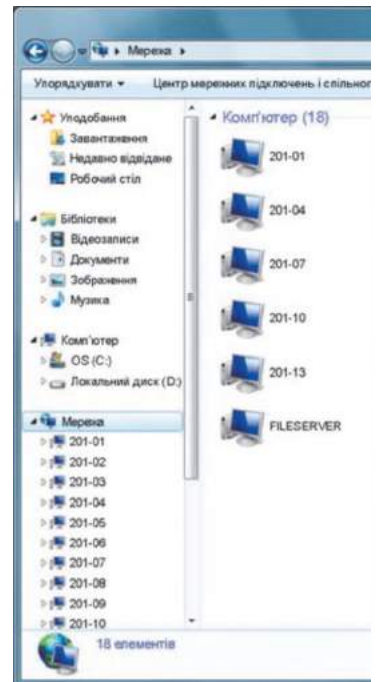 Мережа
Упорядкувати Центр мережних підключень і спільног
Уподобання
Завантаження
Недавно відвідане
Робочий стіл
Бібліотеки
Відеозаписи
Документи
Зображення
Музика
Комп'ютер
OS (C:)
Локальний диск (D:)
Мережа
201-01
201-02
201-03
201-04
201-05
201-06
201-07
201-08
201-09
201-10
Комп'ютер (18)
201-01
201-04
201-07
201-10
201-13
FILESERVER
18 елементів